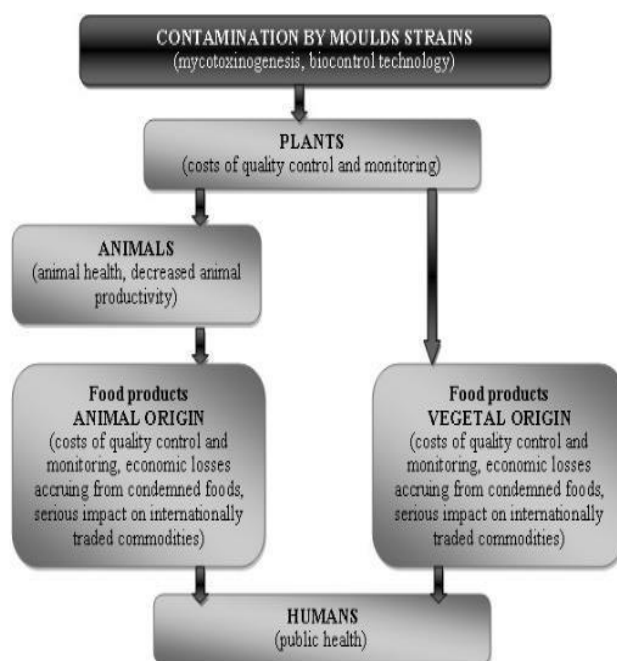 CONTAMINATION BY MOULDS STRAINS
(mycotoxinogenesis, biocontrol technology)
PLANTS
(costs of quality control and monitoring)
ANIMALS
(animal health, decreased animal
productivity)
Food products
ANIMAL ORIGIN
(costs of quality control and
monitoring, economic losses
accruing from condemned foods,
serious impact on internationally
traded commodities)
Food products
VEGETAL ORIGIN
(costs of quality control and
monitoring, economic losses
accruing from condemned foods,
serious impact on internationally
traded commodities)
HUMANS
(public health)